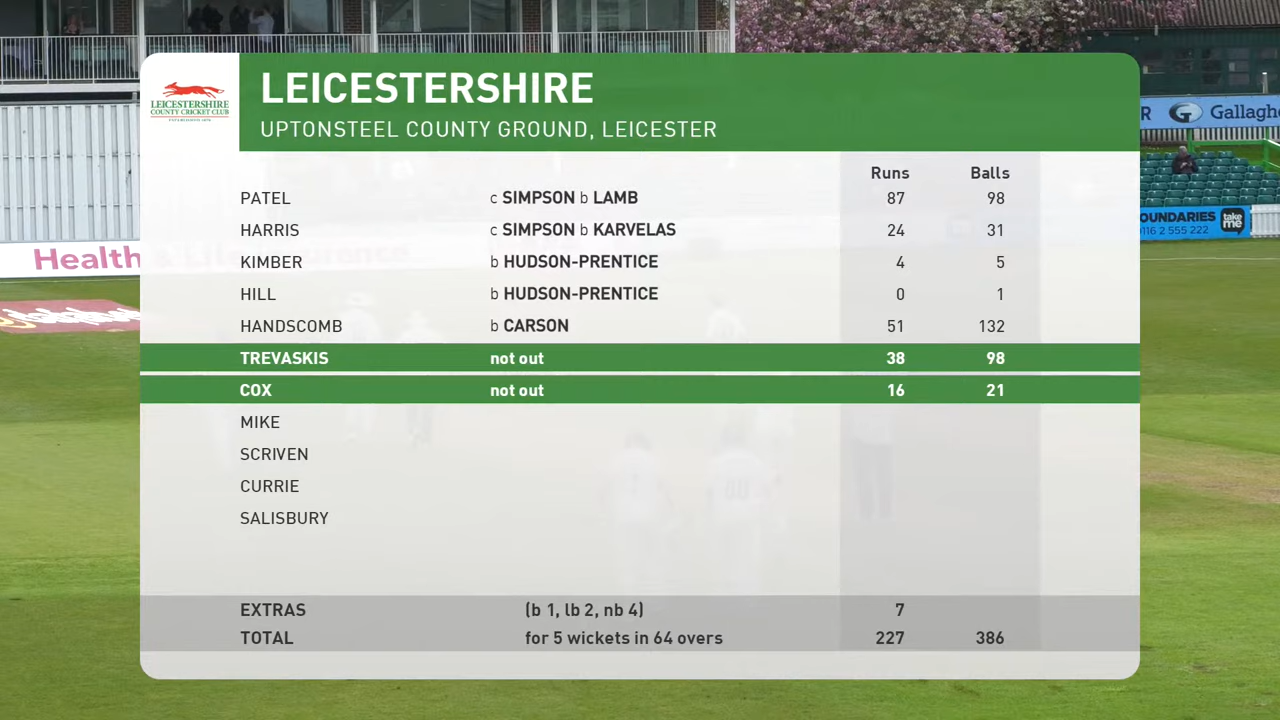 LEICESTERSHIRE
UPTONSTEEL COUNTY GROUND, LEICESTER
LEICESTERSHIRE
COUNTY CRICKET CLUB
Runs Balls
PATEL c SIMPSON b LAMB 87 98
HARRIS c SIMPSON b KARVELAS 24 31
KIMBER b HUDSON-PRENTICE 4 5
HILL b HUDSON-PRENTICE 0 1
HANDSCOMB b CARSON 51 132
TREVASKIS not out 38 98
COX not out 16 21
MIKE
SCRIVEN
CURRIE
SALISBURY
EXTRAS (b 1, lb 2, nb 4) 7
TOTAL for 5 wickets in 64 overs 227 386
Health & Life Insurance
R G Gallaghe
OUNDARIES take me
0116 2 555 222